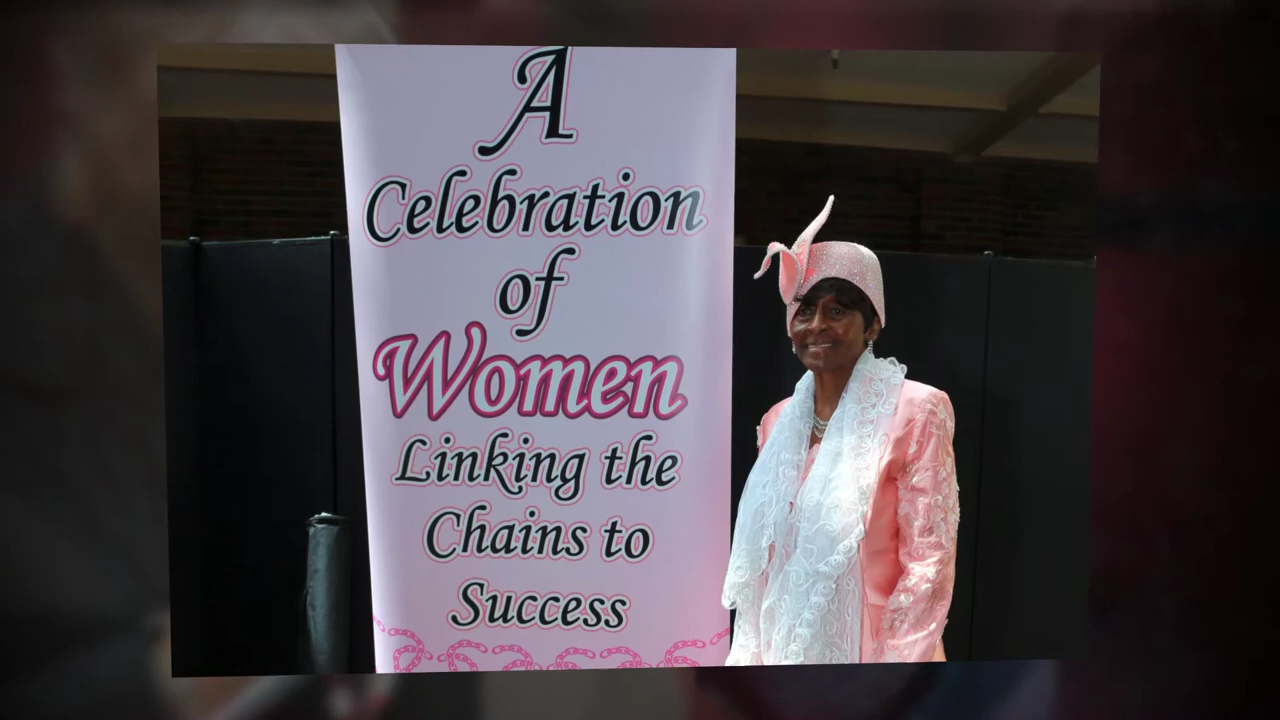 A
Celebration
of
Women
Linking the
Chains to
Success